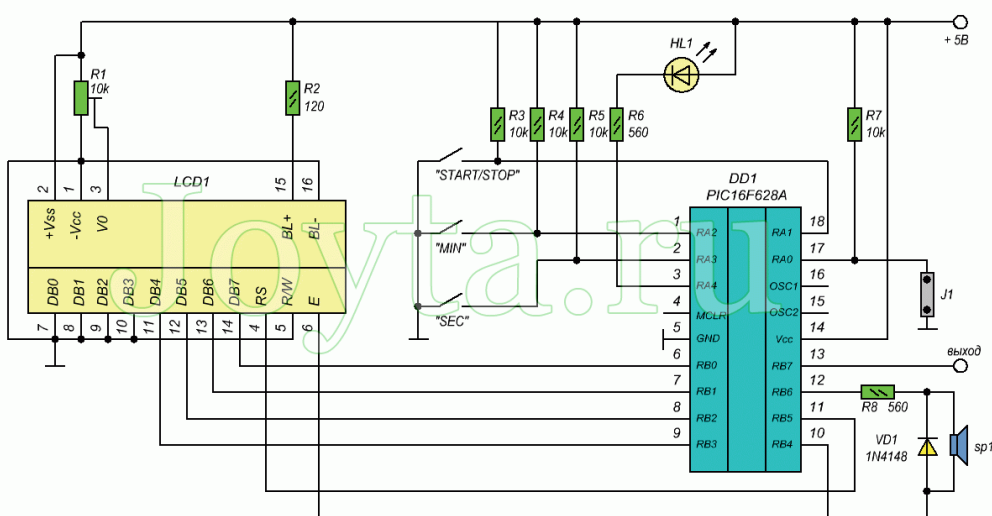 + 5В
HL1
R1
10k
R2
120
R3
10k
R4
10k
R5
10k
R6
560
R7
10k
"START/STOP"
LCD1
2
1
3
15
16
+Vss
-Vcc
V0
BL+
BL-
DD1
PIC16F628A
"MIN"
"SEC"
1
2
3
4
5
6
7
8
9
RA2
RA3
RA4
MCLR
GND
RB0
RB1
RB2
RB3
RA1
RA0
OSC1
OSC2
Vcc
RB7
RB6
RB5
RB4
18
17
16
15
14
13
12
11
10
J1
выход
DB0
DB1
DB2
DB3
DB4
DB5
DB6
DB7
RS
R/W
E
7
8
9
10
11
12
13
14
4
5
6
R8 560
VD1
1N4148
sp1
Joyta.ru